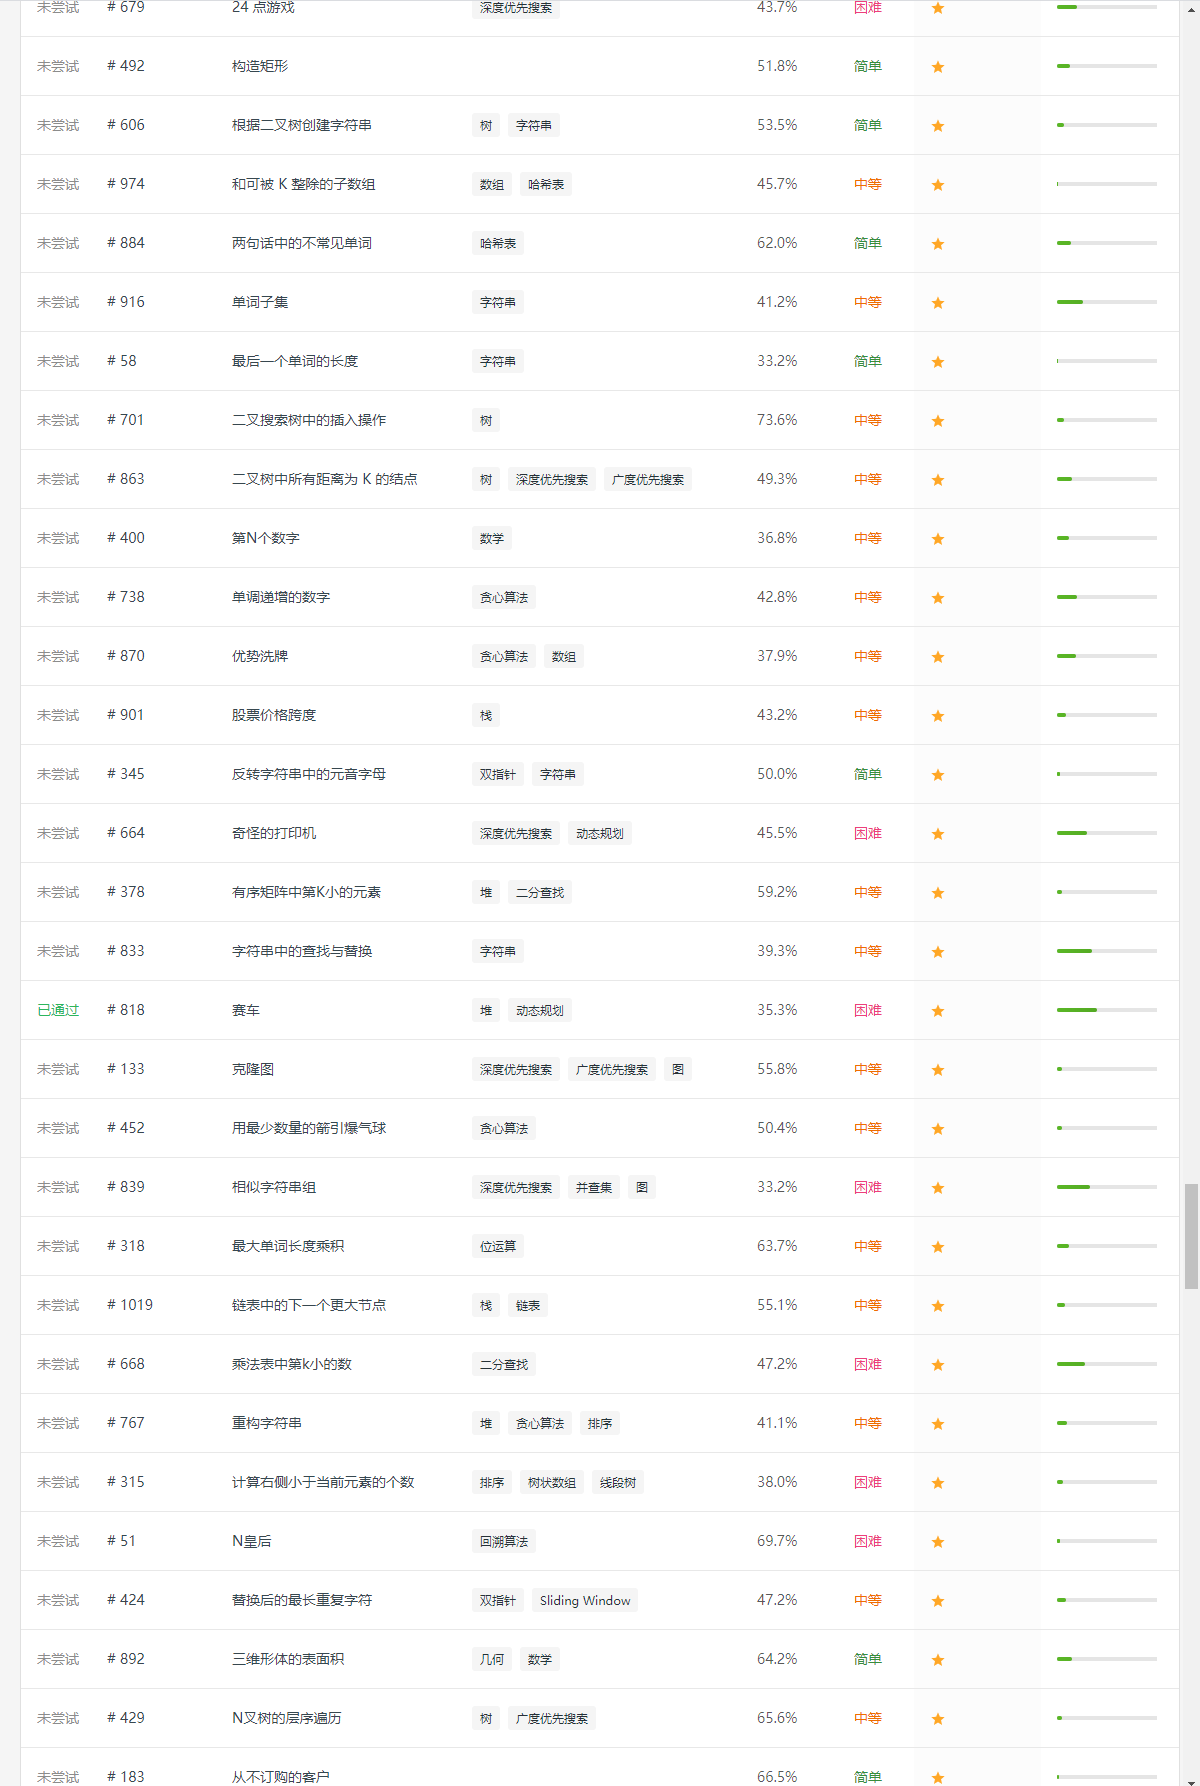 未尝试 # 679 24 点游戏 深度优先搜索 43.7% 困难
未尝试 # 492 构造矩形 51.8% 简单
未尝试 # 606 根据二叉树创建字符串 树 字符串 53.5% 简单
未尝试 # 974 和可被 K 整除的子数组 数组 哈希表 45.7% 中等
未尝试 # 884 两句话中的不常见单词 哈希表 62.0% 简单
未尝试 # 916 单词子集 字符串 41.2% 中等
未尝试 # 58 最后一个单词的长度 字符串 33.2% 简单
未尝试 # 701 二叉搜索树中的插入操作 树 73.6% 中等
未尝试 # 863 二叉树中所有距离为 K 的结点 树 深度优先搜索 广度优先搜索 49.3% 中等
未尝试 # 400 第N个数字 数学 36.8% 中等
未尝试 # 738 单调递增的数字 贪心算法 42.8% 中等
未尝试 # 870 优势洗牌 贪心算法 数组 37.9% 中等
未尝试 # 901 股票价格跨度 栈 43.2% 中等
未尝试 # 345 反转字符串中的元音字母 双指针 字符串 50.0% 简单
未尝试 # 664 奇怪的打印机 深度优先搜索 动态规划 45.5% 困难
未尝试 # 378 有序矩阵中第K小的元素 堆 二分查找 59.2% 中等
未尝试 # 833 字符串中的查找与替换 字符串 39.3% 中等
已通过 # 818 赛车 堆 动态规划 35.3% 困难
未尝试 # 133 克隆图 深度优先搜索 广度优先搜索 图 55.8% 中等
未尝试 # 452 用最少数量的箭引爆气球 贪心算法 50.4% 中等
未尝试 # 839 相似字符串组 深度优先搜索 并查集 图 33.2% 困难
未尝试 # 318 最大单词长度乘积 位运算 63.7% 中等
未尝试 # 1019 链表中的下一个更大节点 栈 链表 55.1% 中等
未尝试 # 668 乘法表中第k小的数 二分查找 47.2% 困难
未尝试 # 767 重构字符串 堆 贪心算法 排序 41.1% 中等
未尝试 # 315 计算右侧小于当前元素的个数 排序 树状数组 线段树 38.0% 困难
未尝试 # 51 N皇后 回溯算法 69.7% 困难
未尝试 # 424 替换后的最长重复字符 双指针 Sliding Window 47.2% 中等
未尝试 # 892 三维形体的表面积 几何 数学 64.2% 简单
未尝试 # 429 N叉树的层序遍历 树 广度优先搜索 65.6% 中等
未尝试 # 183 从不订购的客户 66.5% 简单